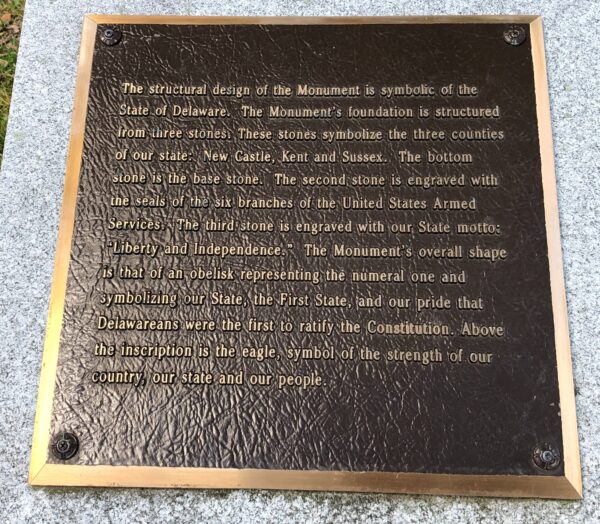 The structural design of the Monument is symbolic of the
State of Delaware. The Monument's foundation is structured
from three stones. These stones symbolize the three counties
of our state: New Castle, Kent and Sussex. The bottom
stone is the base stone. The second stone is engraved with
the seals of the six branches of the United States Armed
Services. The third stone is engraved with our State motto:
"Liberty and Independence." The Monument's overall shape
is that of an obelisk representing the numeral one and
symbolizing our State, the First State, and our pride that
Delawareans were the first to ratify the Constitution. Above
the inscription is the eagle, symbol of the strength of our
country, our state and our people.